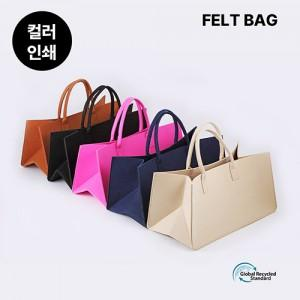 컬러
인쇄
FELT BAG
Global Recycled
Standard